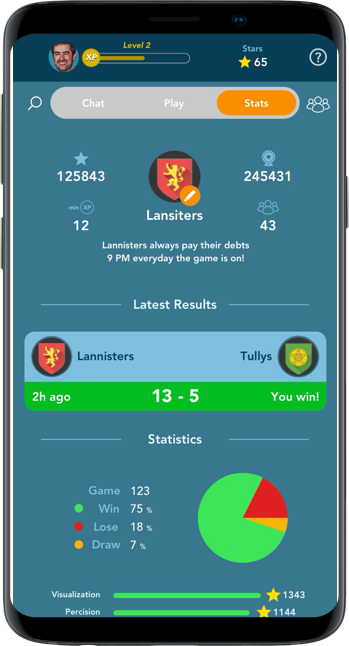 Level 2
XP
Stars
65
?
Chat Play Stats
125843
245431
min XP
12
43
Lansiters
Lannisters always pay their debts
9 PM everyday the game is on!
Latest Results
Lannisters Tullys
2h ago 13 - 5 You win!
Statistics
Game 123
Win 75 %
Lose 18 %
Draw 7 %
Visualization 1343
Percision 1144